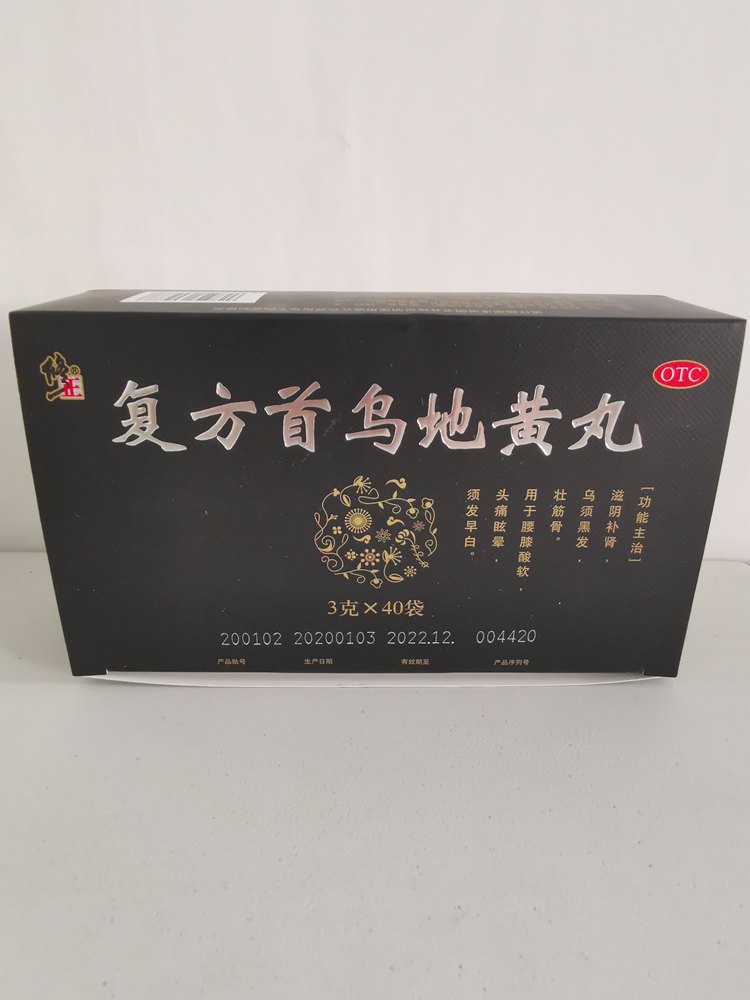 修正
OTC
复方首乌地黄丸
[功能主治]
滋阴补肾，
乌须黑发，
壮筋骨。
用于腰膝酸软，
头痛眩晕，
须发早白。
3克×40袋
200102 20200103 2022.12. 004420
产品批号 生产日期 有效期至 产品序列号